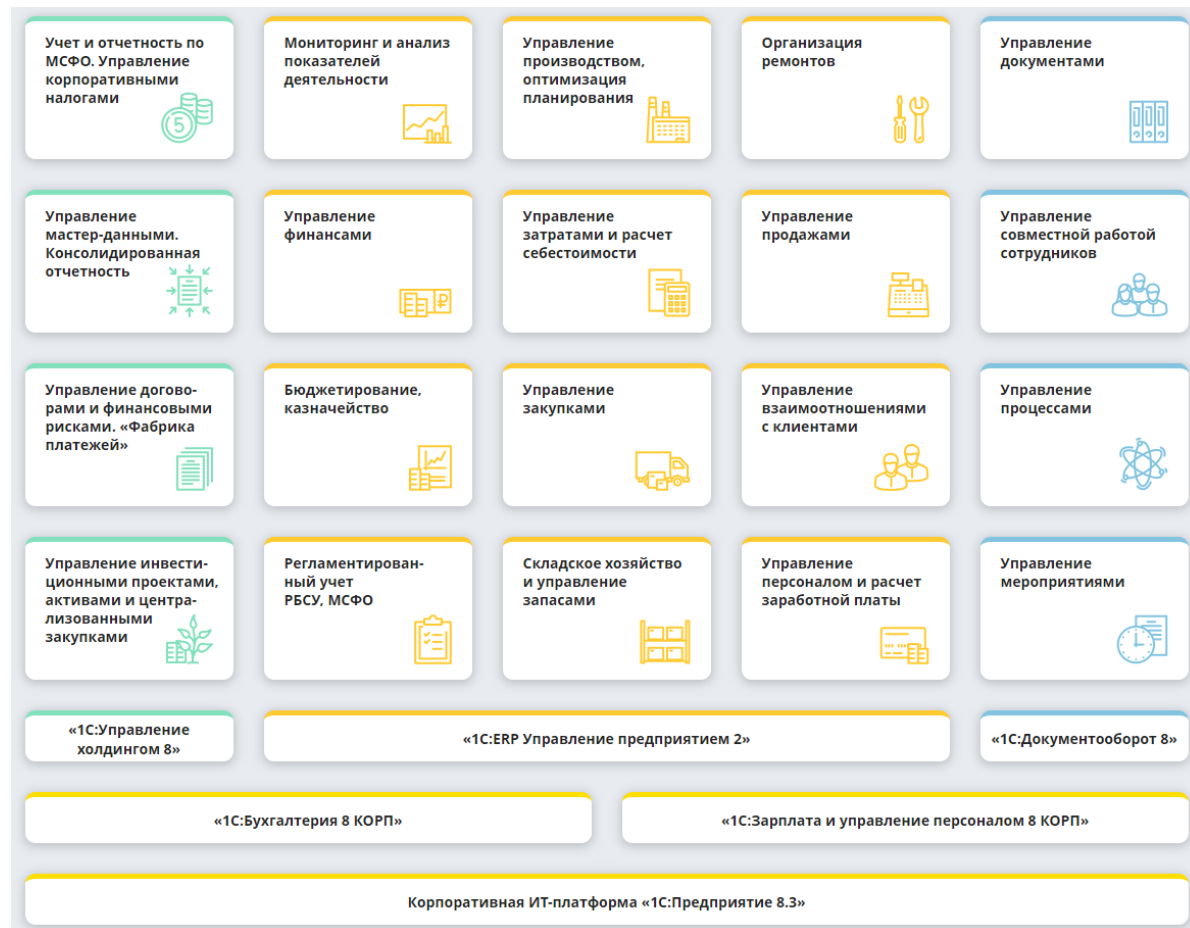 Учет и отчетность по
МСФО. Управление
корпоративными
налогами
5
Мониторинг и анализ
показателей
деятельности
Управление
производством,
оптимизация
планирования
Организация
ремонтов
Управление
документами
Управление
мастер-данными.
Консолидированная
отчетность
Управление
финансами
₽
Управление
затратами и расчет
себестоимости
Управление
продажами
Управление
совместной работой
сотрудников
Управление догово-
рами и финансовыми
рисками. «Фабрика
платежей»
Бюджетирование,
казначейство
Управление
закупками
Управление
взаимоотношениями
с клиентами
Управление
процессами
Управление инвести-
ционными проектами,
активами и центра-
лизованными
закупками
Регламентирован-
ный учет
РБСУ, МСФО
Складское хозяйство
и управление
запасами
Управление
персоналом и расчет
заработной платы
Управление
мероприятиями
«1С:Управление
холдингом 8»
«1С:ERP Управление предприятием 2»
«1С:Документооборот 8»
«1С:Бухгалтерия 8 КОРП»
«1С:Зарплата и управление персоналом 8 КОРП»
Корпоративная ИТ-платформа «1С:Предприятие 8.3»